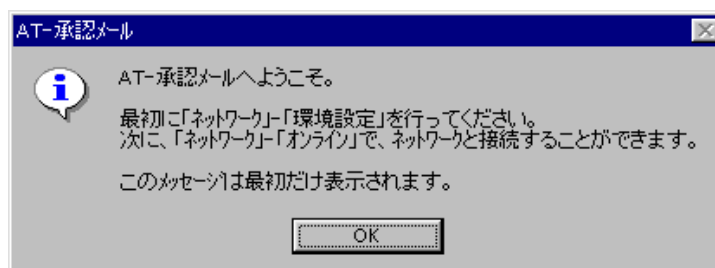 AT-承認メール
AT-承認メールへようこそ。
最初に「ネットワーク」-「環境設定」を行ってください。
次に、「ネットワーク」-「オンライン」で、ネットワークと接続することができます。
このメッセージは最初だけ表示されます。
OK